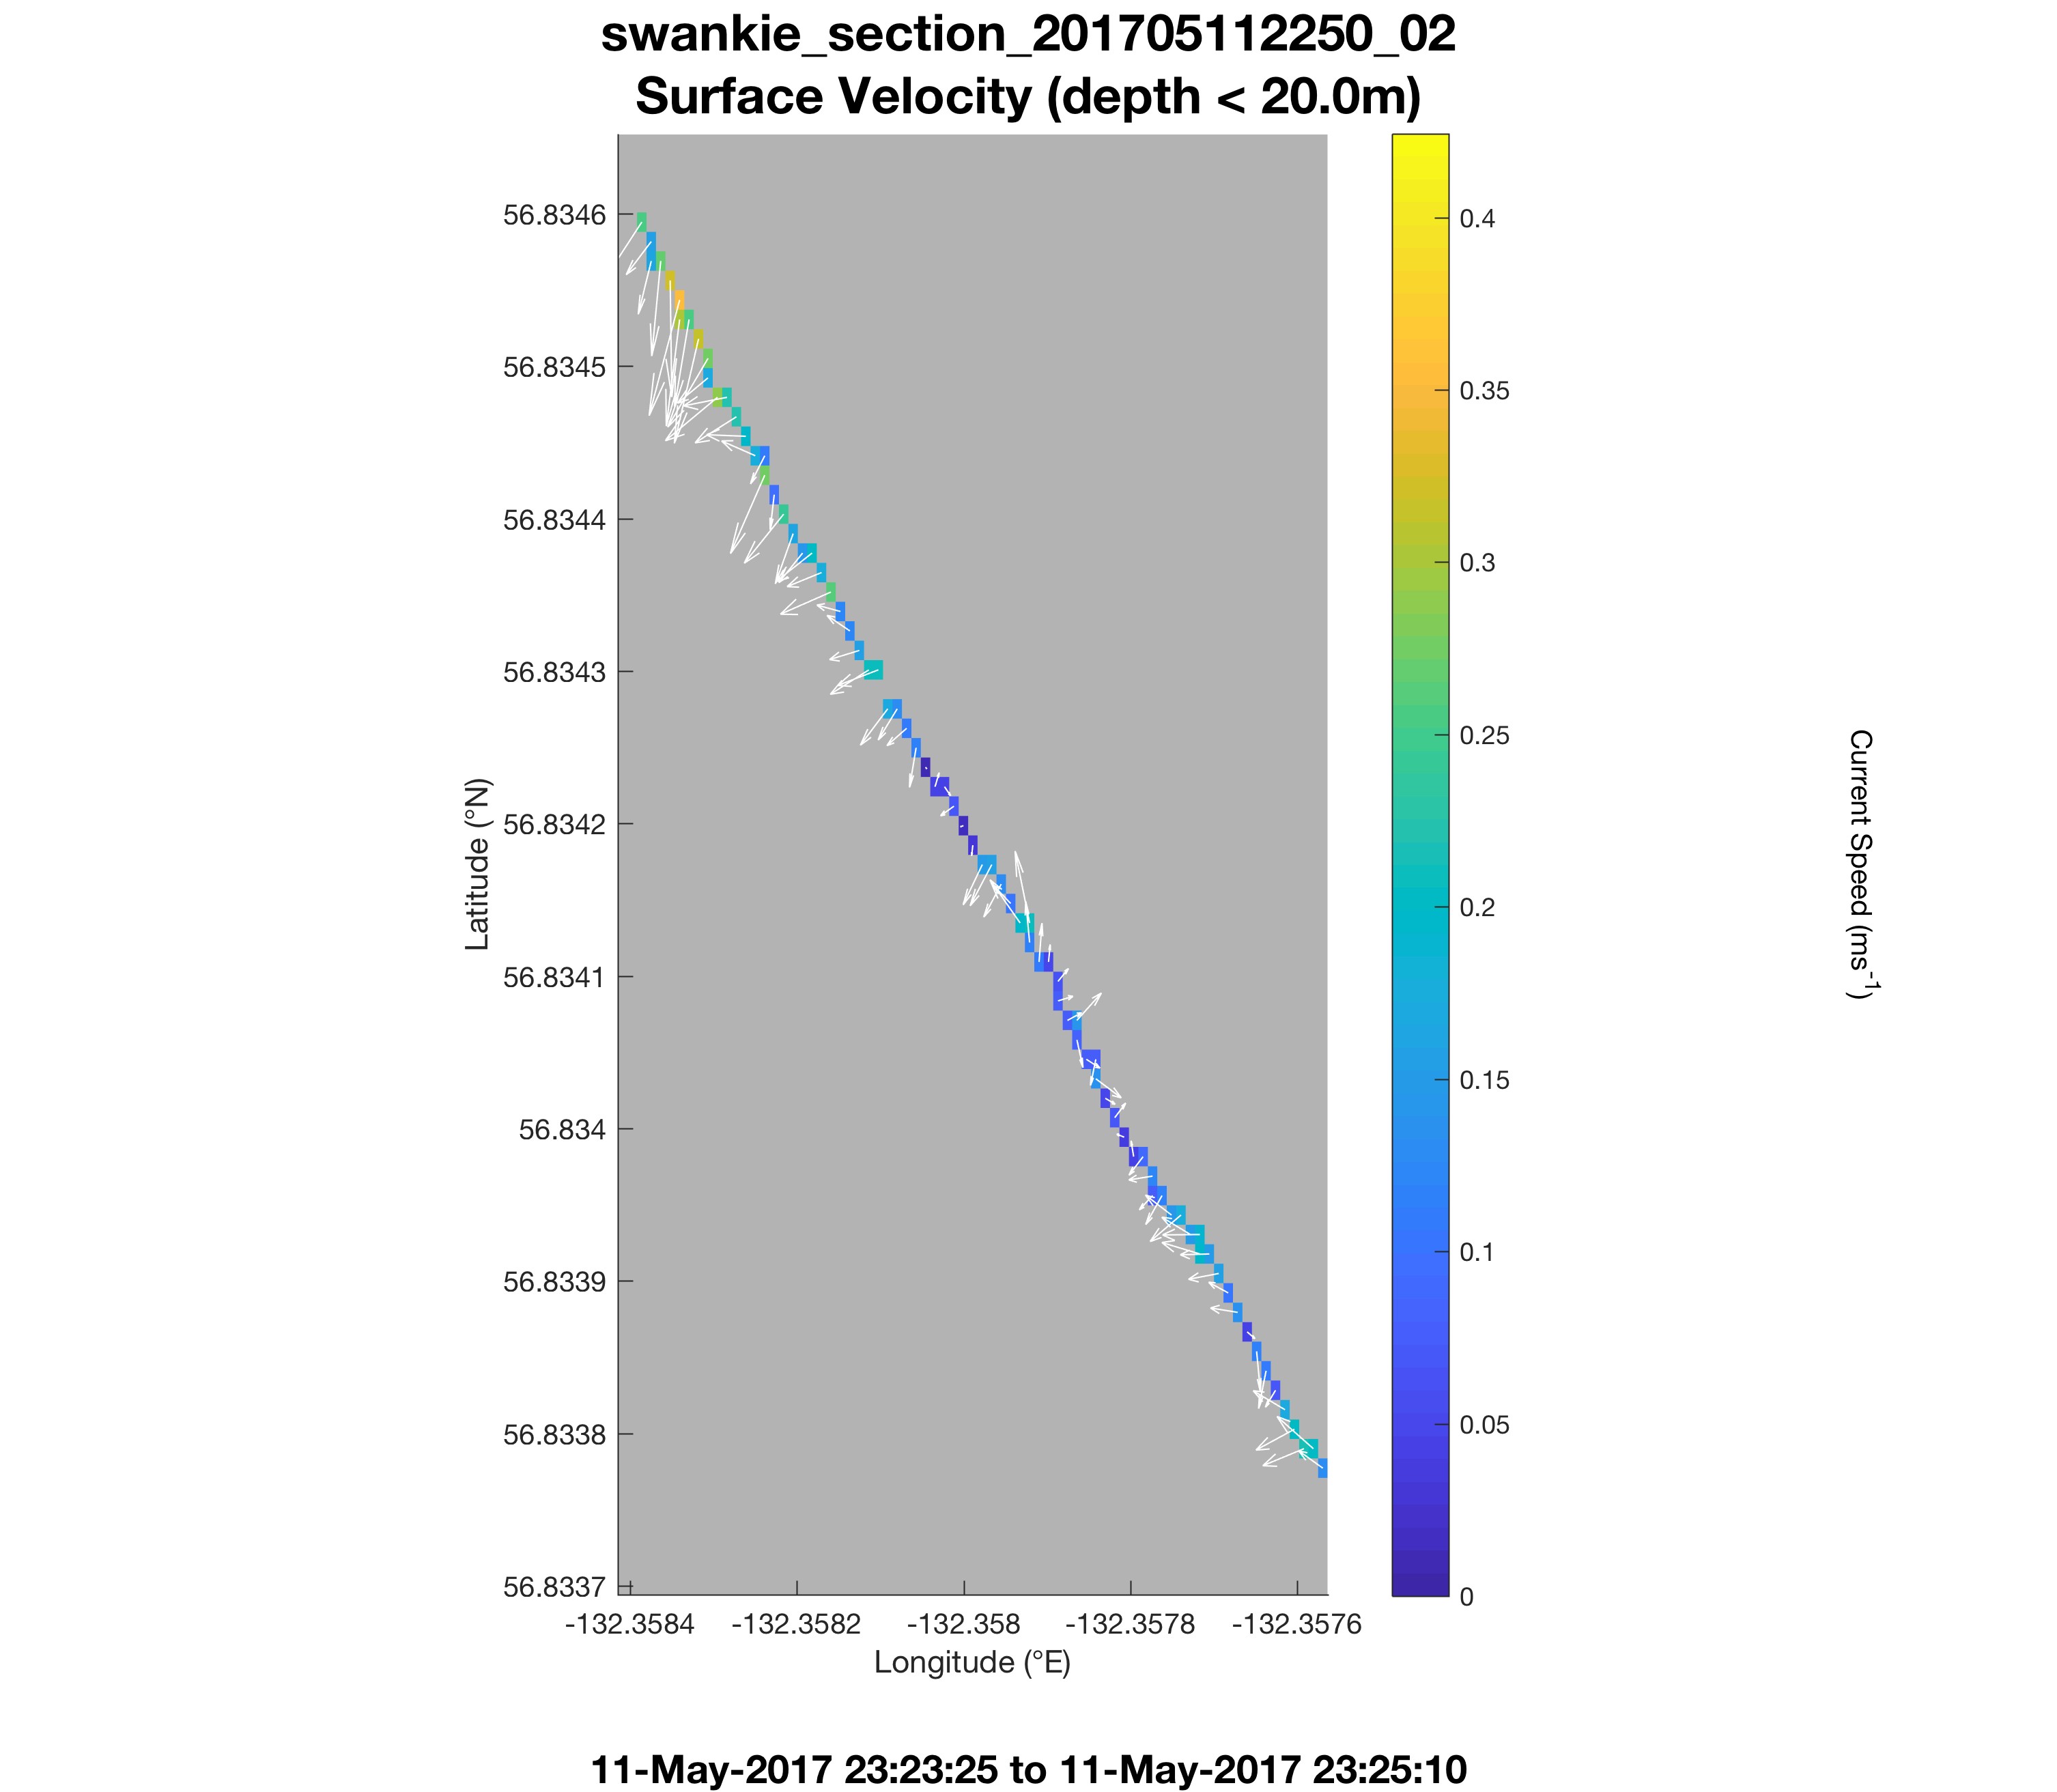 swankie_section_201705112250_02
Surface Velocity (depth < 20.0m)
56.8346
56.8345
56.8344
56.8343
56.8342
56.8341
56.834
56.8339
56.8338
56.8337
Latitude (°N)
-132.3584 -132.3582 -132.358 -132.3578 -132.3576
Longitude (°E)
0.4
0.35
0.3
0.25
0.2
0.15
0.1
0.05
0
Current Speed (ms⁻¹)
11-May-2017 23:23:25 to 11-May-2017 23:25:10